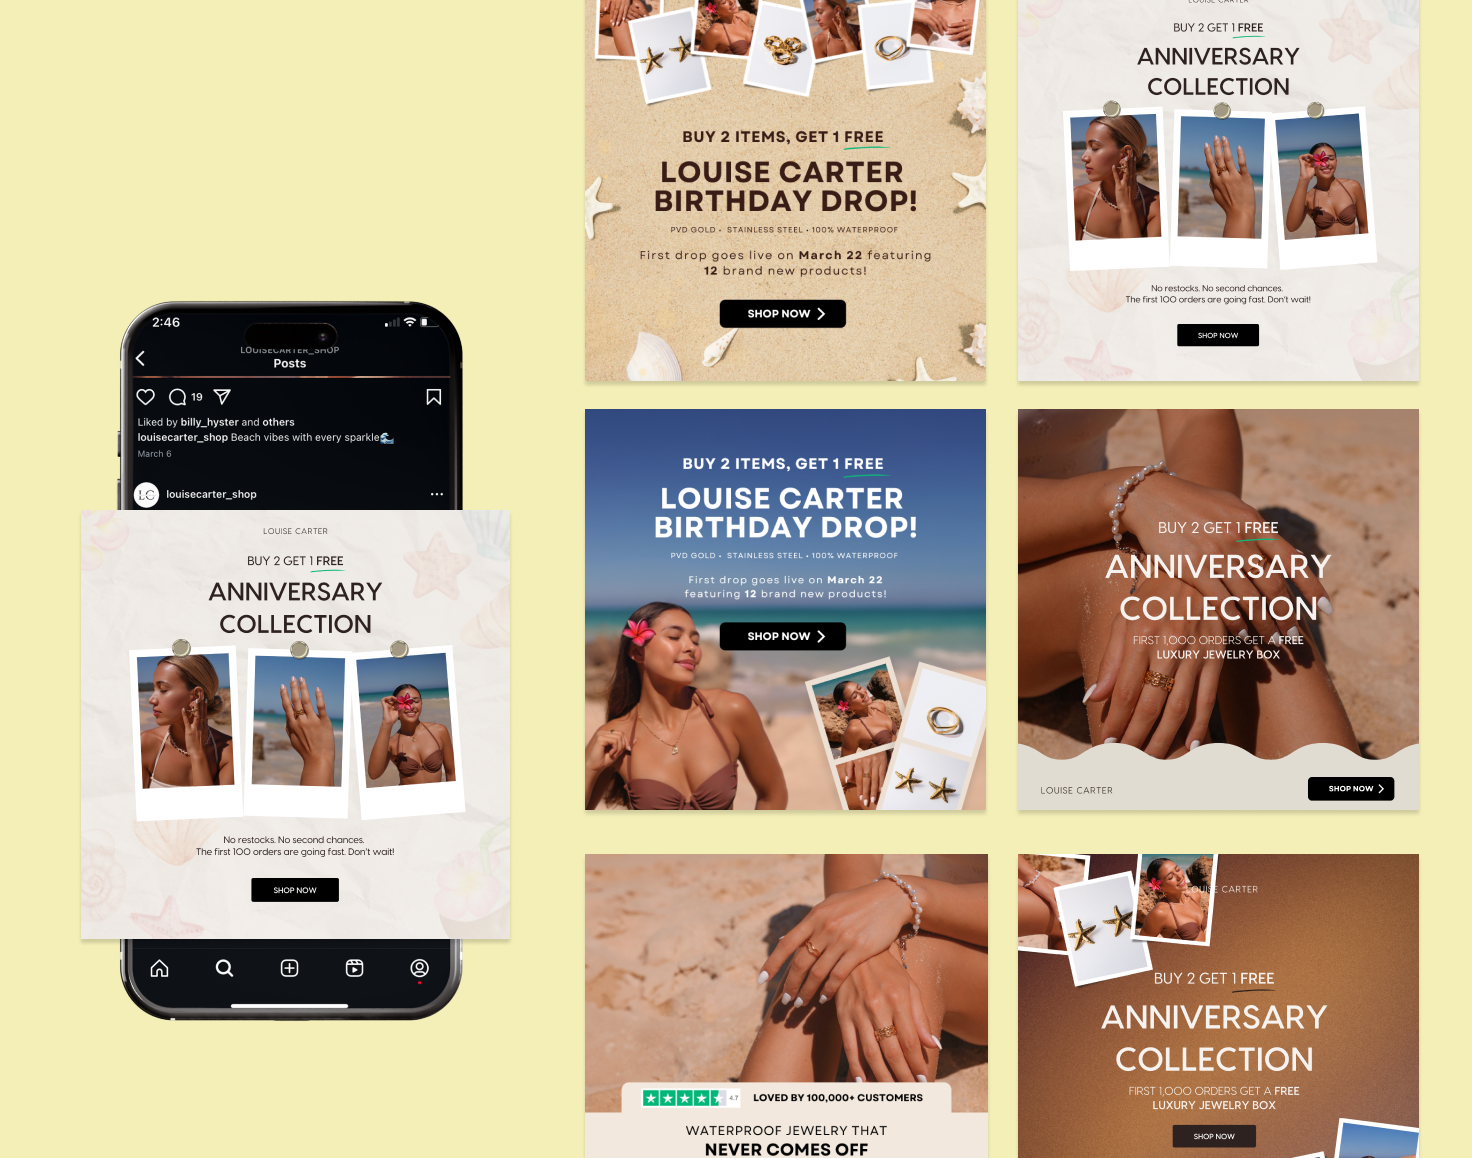 2:46
LOUISECARTER_SHOP
Posts
19
Liked by billy_hyster and others
louisecarter_shop Beach vibes with every sparkle🌊
March 6
LC
louisecarter_shop
LOUISE CARTER
BUY 2 GET 1 FREE
ANNIVERSARY
COLLECTION
No restocks. No second chances.
The first 100 orders are going fast. Don't wait!
SHOP NOW
BUY 2 ITEMS, GET 1 FREE
LOUISE CARTER
BIRTHDAY DROP!
PVD GOLD • STAINLESS STEEL • 100% WATERPROOF
First drop goes live on March 22 featuring
12 brand new products!
SHOP NOW
LOUISE CARTER
BUY 2 GET 1 FREE
ANNIVERSARY
COLLECTION
No restocks. No second chances.
The first 100 orders are going fast. Don't wait!
SHOP NOW
BUY 2 ITEMS, GET 1 FREE
LOUISE CARTER
BIRTHDAY DROP!
PVD GOLD • STAINLESS STEEL • 100% WATERPROOF
First drop goes live on March 22
featuring 12 brand new products!
SHOP NOW
BUY 2 GET 1 FREE
ANNIVERSARY
COLLECTION
FIRST 1,000 ORDERS GET A FREE
LUXURY JEWELRY BOX
LOUISE CARTER
SHOP NOW
4.7
LOVED BY 100,000+ CUSTOMERS
WATERPROOF JEWELRY THAT
NEVER COMES OFF
LOUISE CARTER
BUY 2 GET 1 FREE
ANNIVERSARY
COLLECTION
FIRST 1,000 ORDERS GET A FREE
LUXURY JEWELRY BOX
SHOP NOW